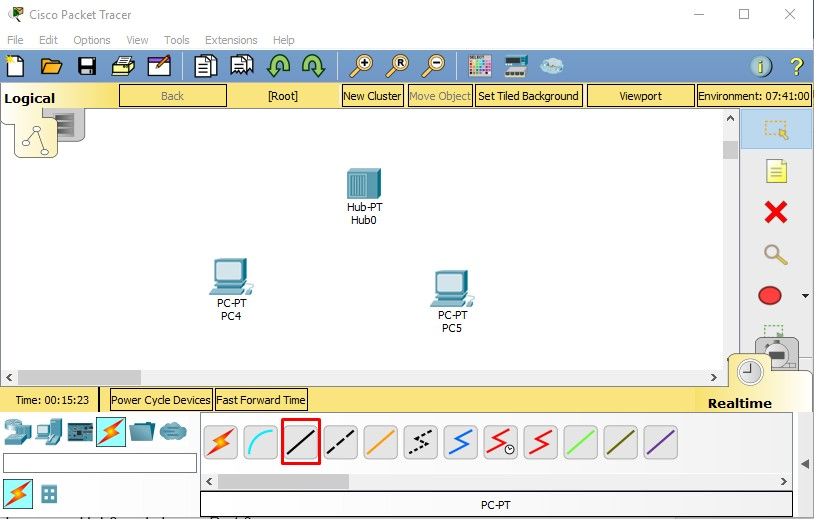 Cisco Packet Tracer
File Edit Options View Tools Extensions Help
Logical
Back
[Root]
New Cluster
Move Object
Set Tiled Background
Viewport
Environment: 07:41:00
Hub-PT
Hub0
PC-PT
PC4
PC-PT
PC5
Time: 00:15:23
Power Cycle Devices
Fast Forward Time
Realtime
PC-PT